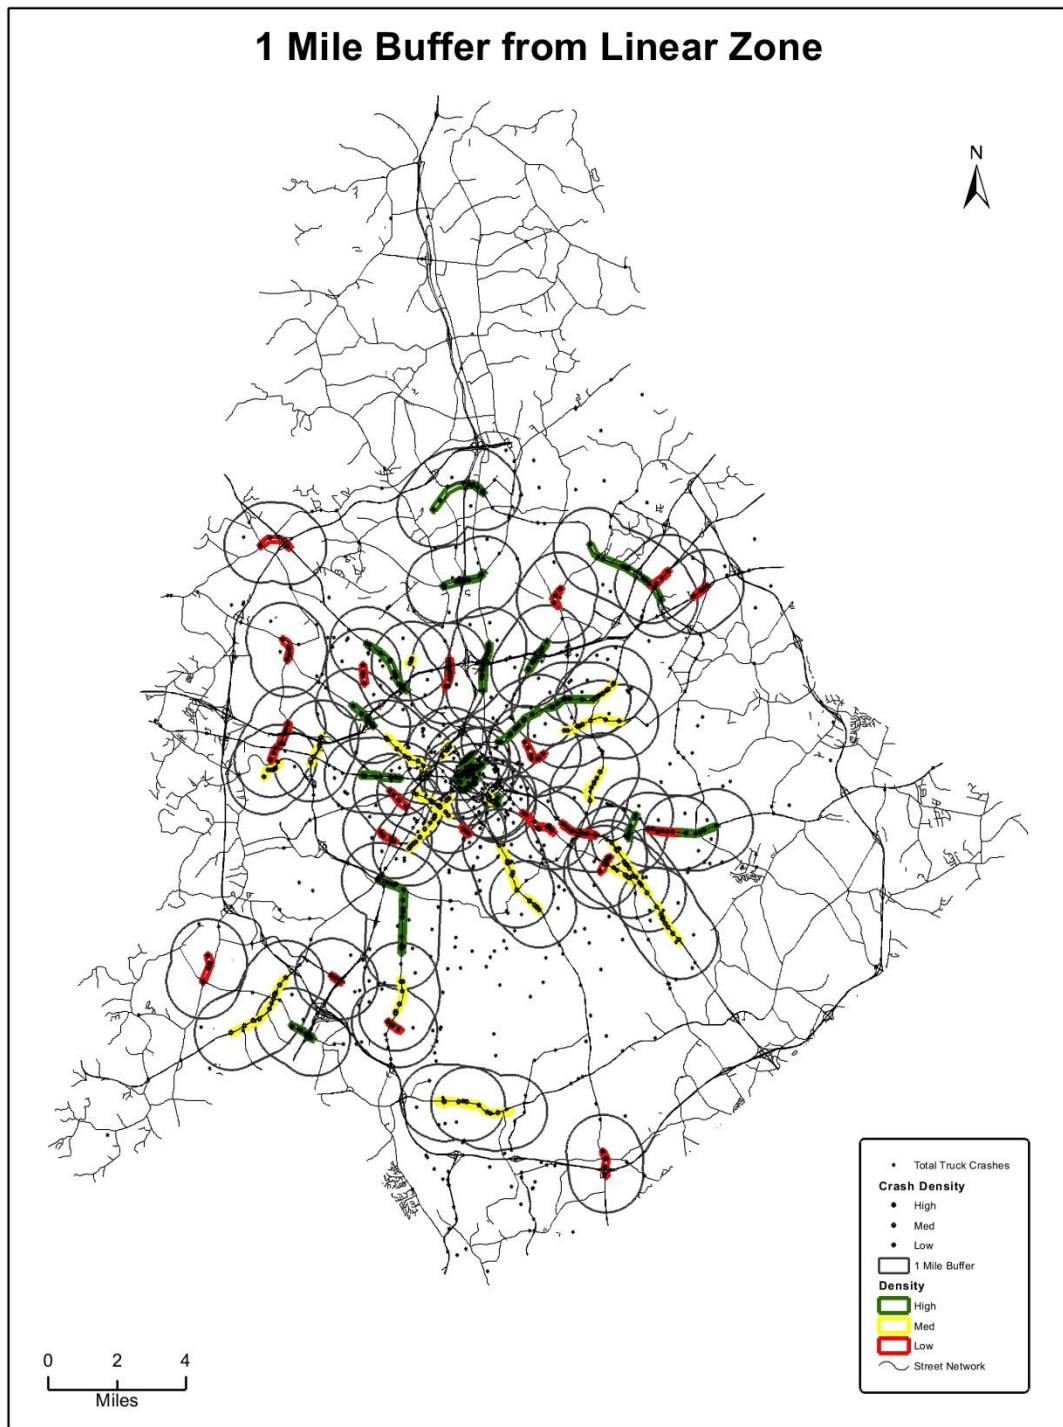 1 Mile Buffer from Linear Zone
N
Total Truck Crashes
Crash Density
High
Med
Low
1 Mile Buffer
Density
High
Med
Low
Street Network
0 2 4
Miles